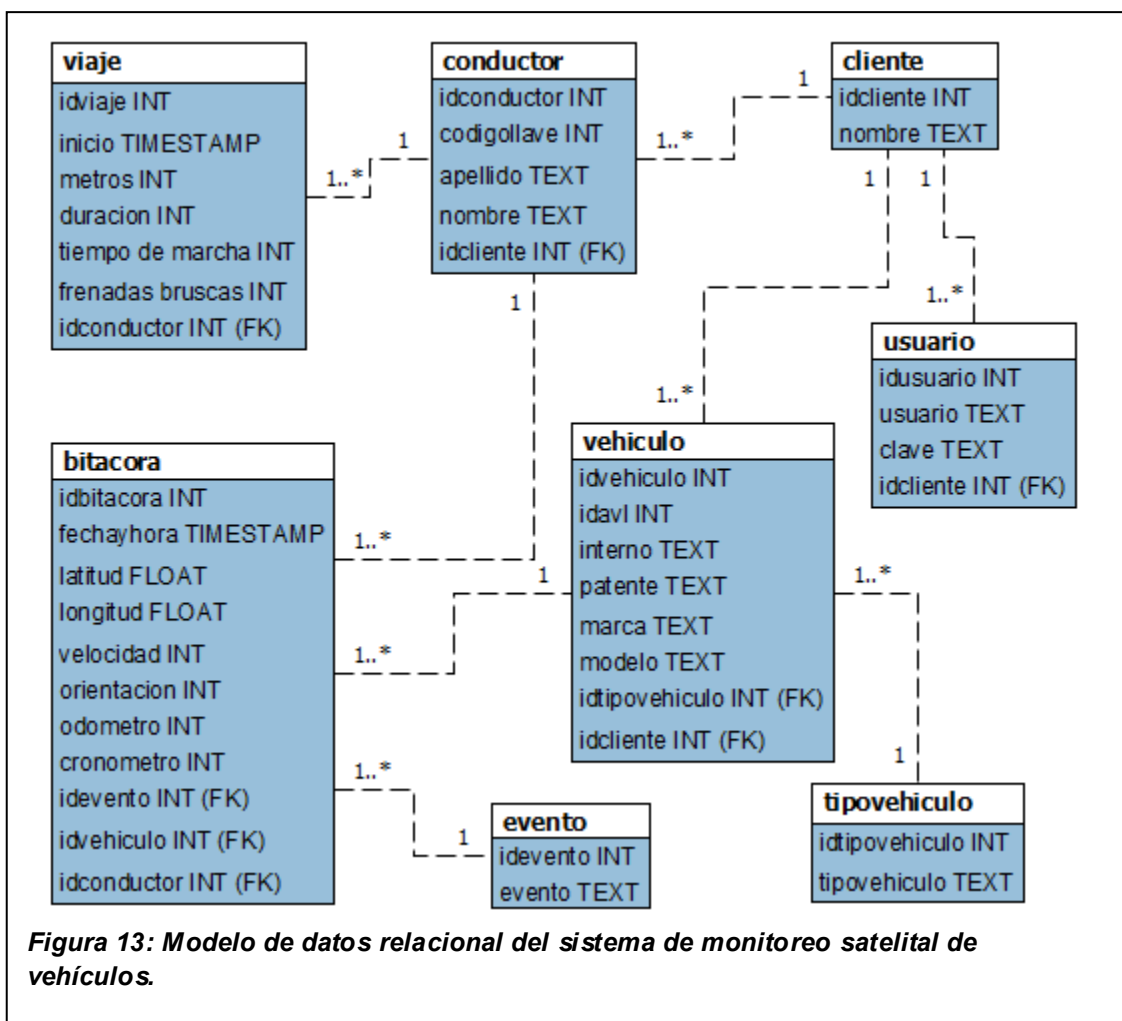 viaje
idviaje INT
inicio TIMESTAMP
metros INT
duracion INT
tiempo de marcha INT
frenadas bruscas INT
idconductor INT (FK)
1..*
1
conductor
idconductor INT
codigollave INT
apellido TEXT
nombre TEXT
idcliente INT (FK)
1..*
1
1
cliente
idcliente INT
nombre TEXT
1
1
1..*
usuario
idusuario INT
usuario TEXT
clave TEXT
idcliente INT (FK)
1..*
vehiculo
idvehiculo INT
idavl INT
interno TEXT
patente TEXT
marca TEXT
modelo TEXT
idtipovehiculo INT (FK)
idcliente INT (FK)
1
1..*
bitacora
idbitacora INT
fechayhora TIMESTAMP
latitud FLOAT
longitud FLOAT
velocidad INT
orientacion INT
odometro INT
cronometro INT
idevento INT (FK)
idvehiculo INT (FK)
idconductor INT (FK)
1..*
1..*
1..*
1
evento
idevento INT
evento TEXT
1
tipovehiculo
idtipovehiculo INT
tipovehiculo TEXT
Figura 13: Modelo de datos relacional del sistema de monitoreo satelital de
vehículos.